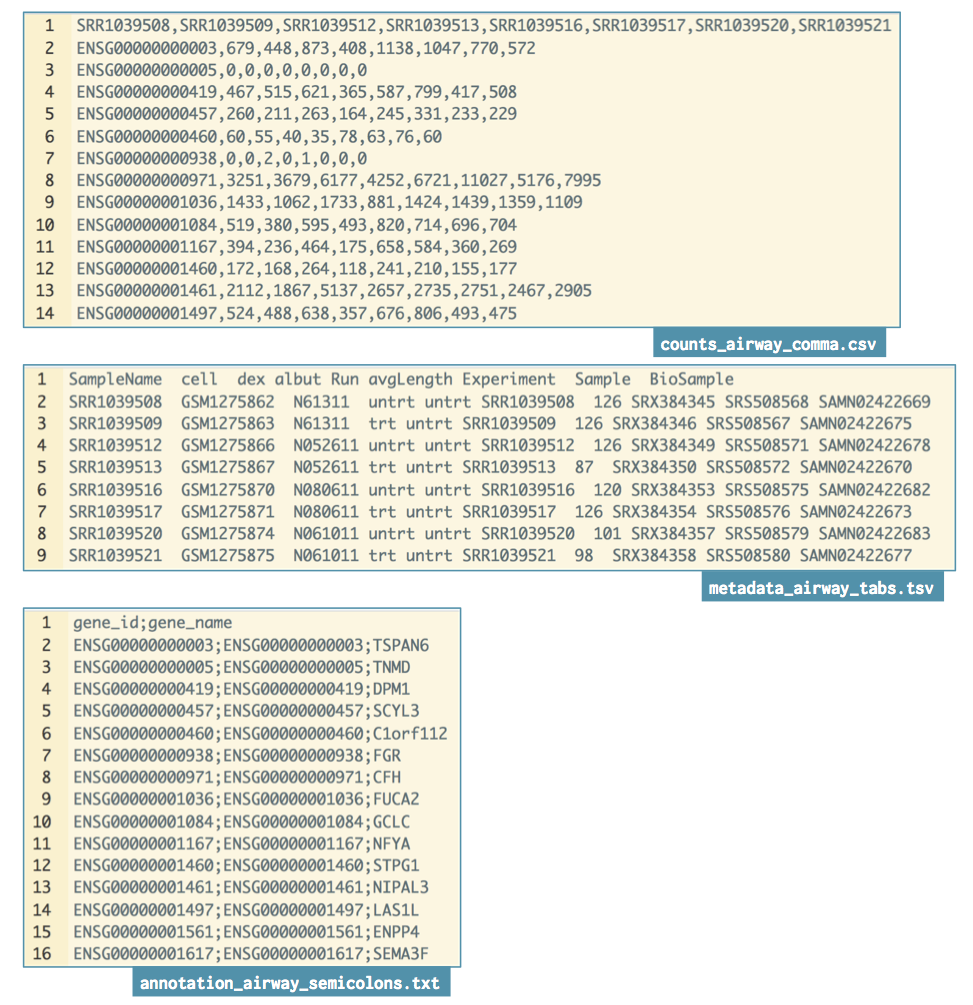 1 SRR1039508,SRR1039509,SRR1039512,SRR1039513,SRR1039516,SRR1039517,SRR1039520,SRR1039521
2 ENSG00000000003,679,448,873,408,1138,1047,770,572
3 ENSG00000000005,0,0,0,0,0,0,0,0
4 ENSG00000000419,467,515,621,365,587,799,417,508
5 ENSG00000000457,260,211,263,164,245,331,233,229
6 ENSG00000000460,60,55,40,35,78,63,76,60
7 ENSG00000000938,0,0,2,0,1,0,0,0
8 ENSG00000000971,3251,3679,6177,4252,6721,11027,5176,7995
9 ENSG00000001036,1433,1062,1733,881,1424,1439,1359,1109
10 ENSG00000001084,519,380,595,493,820,714,696,704
11 ENSG00000001167,394,236,464,175,658,584,360,269
12 ENSG00000001460,172,168,264,118,241,210,155,177
13 ENSG00000001461,2112,1867,5137,2657,2735,2751,2467,2905
14 ENSG00000001497,524,488,638,357,676,806,493,475
counts_airway_comma.csv
1 SampleName cell dex albut Run avgLength Experiment Sample BioSample
2 SRR1039508 GSM1275862 N61311 untrt untrt SRR1039508 126 SRX384345 SRS508568 SAMN02422669
3 SRR1039509 GSM1275863 N61311 trt untrt SRR1039509 126 SRX384346 SRS508567 SAMN02422675
4 SRR1039512 GSM1275866 N052611 untrt untrt SRR1039512 126 SRX384349 SRS508571 SAMN02422678
5 SRR1039513 GSM1275867 N052611 trt untrt SRR1039513 87 SRX384350 SRS508572 SAMN02422670
6 SRR1039516 GSM1275870 N080611 untrt untrt SRR1039516 120 SRX384353 SRS508575 SAMN02422682
7 SRR1039517 GSM1275871 N080611 trt untrt SRR1039517 126 SRX384354 SRS508576 SAMN02422673
8 SRR1039520 GSM1275874 N061011 untrt untrt SRR1039520 101 SRX384357 SRS508579 SAMN02422683
9 SRR1039521 GSM1275875 N061011 trt untrt SRR1039521 98 SRX384358 SRS508580 SAMN02422677
metadata_airway_tabs.tsv
1 gene_id;gene_name
2 ENSG00000000003;ENSG00000000003;TSPAN6
3 ENSG00000000005;ENSG00000000005;TNMD
4 ENSG00000000419;ENSG00000000419;DPM1
5 ENSG00000000457;ENSG00000000457;SCYL3
6 ENSG00000000460;ENSG00000000460;C1orf112
7 ENSG00000000938;ENSG00000000938;FGR
8 ENSG00000000971;ENSG00000000971;CFH
9 ENSG00000001036;ENSG00000001036;FUCA2
10 ENSG00000001084;ENSG00000001084;GCLC
11 ENSG00000001167;ENSG00000001167;NFYA
12 ENSG00000001460;ENSG00000001460;STPG1
13 ENSG00000001461;ENSG00000001461;NIPAL3
14 ENSG00000001497;ENSG00000001497;LAS1L
15 ENSG00000001561;ENSG00000001561;ENPP4
16 ENSG00000001617;ENSG00000001617;SEMA3F
annotation_airway_semicolons.txt